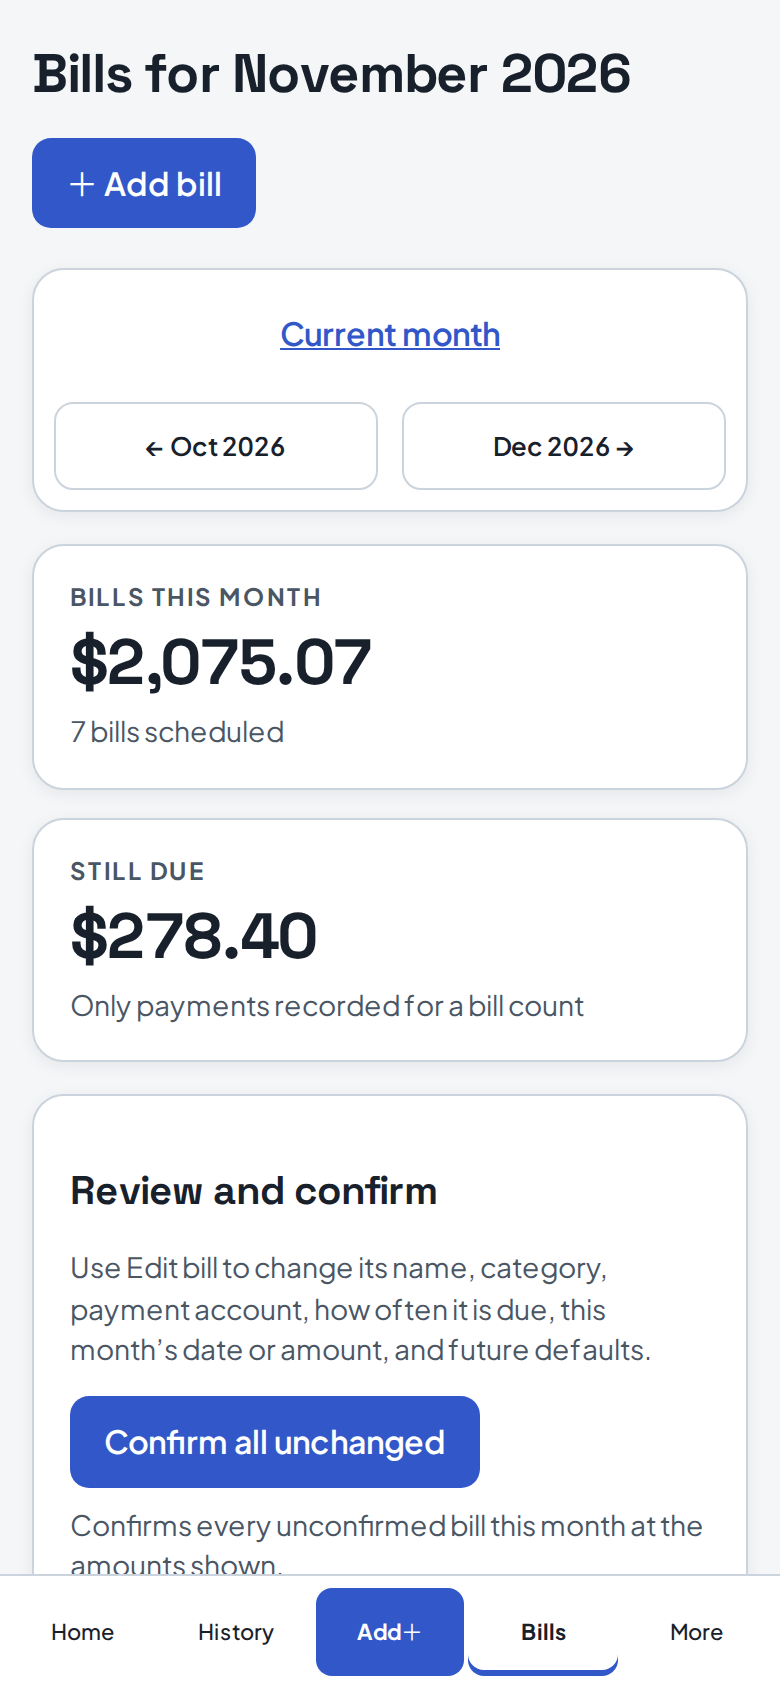 Bills for November 2026
+ Add bill
Current month
← Oct 2026
Dec 2026 →
BILLS THIS MONTH
$2,075.07
7 bills scheduled
STILL DUE
$278.40
Only payments recorded for a bill count
Review and confirm
Use Edit bill to change its name, category,
payment account, how often it is due, this
month’s date or amount, and future defaults.
Confirm all unchanged
Confirms every unconfirmed bill this month at the
amounts shown.
Home
History
Add+
Bills
More